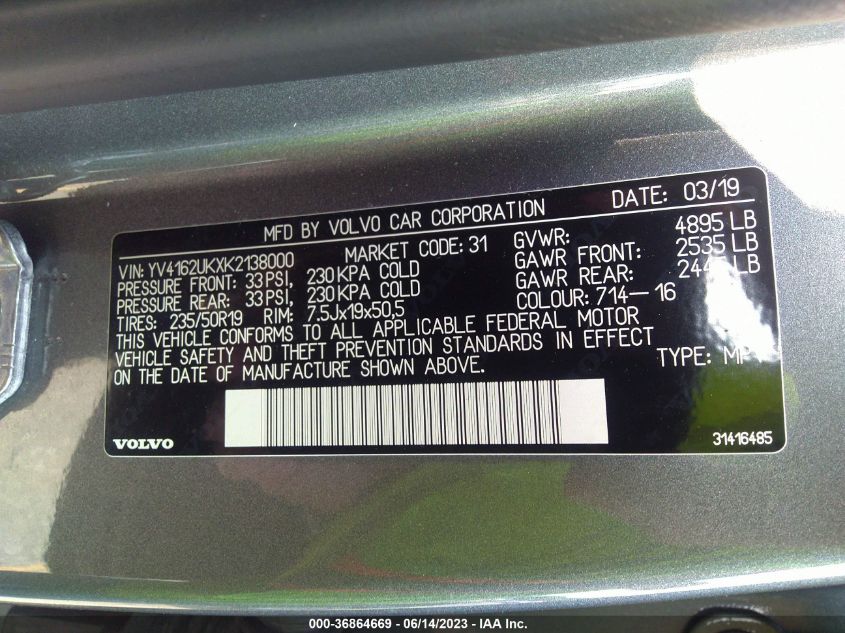 MFD BY VOLVO CAR CORPORATION DATE: 03/19
VIN: YV4162UKXK2138000 MARKET CODE: 31 GVWR: 4895 LB
PRESSURE FRONT: 33 PSI, 230 KPA COLD GAWR FRONT: 2535 LB
PRESSURE REAR: 33 PSI, 230 KPA COLD GAWR REAR: LB
TIRES: 235/50R19 RIM: 7.5Jx19x50,5 COLOUR: 714-16
THIS VEHICLE CONFORMS TO ALL APPLICABLE FEDERAL MOTOR
VEHICLE SAFETY AND THEFT PREVENTION STANDARDS IN EFFECT
ON THE DATE OF MANUFACTURE SHOWN ABOVE. TYPE:
VOLVO 31416485
000-36864669 - 06/14/2023 - IAA Inc.